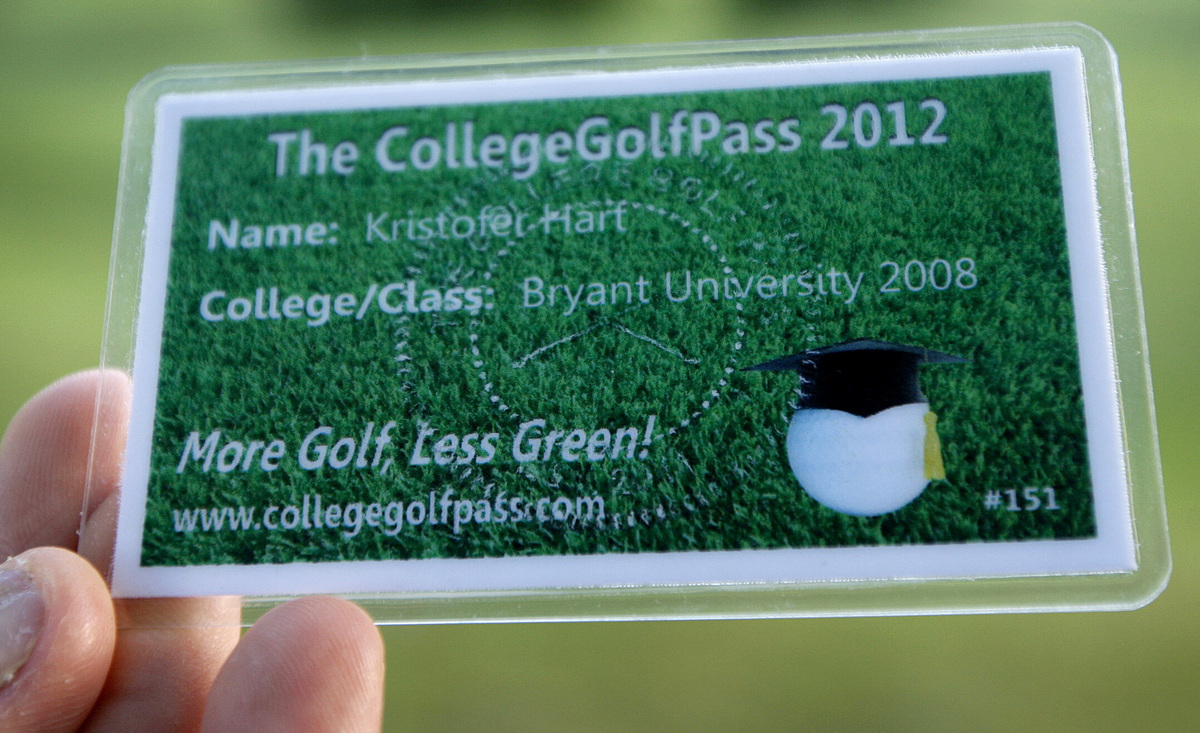 The CollegeGolfPass 2012
Name: Kristofer Hart
College/Class: Bryant University 2008
More Golf, Less Green!
www.collegegolfpass.com
#151